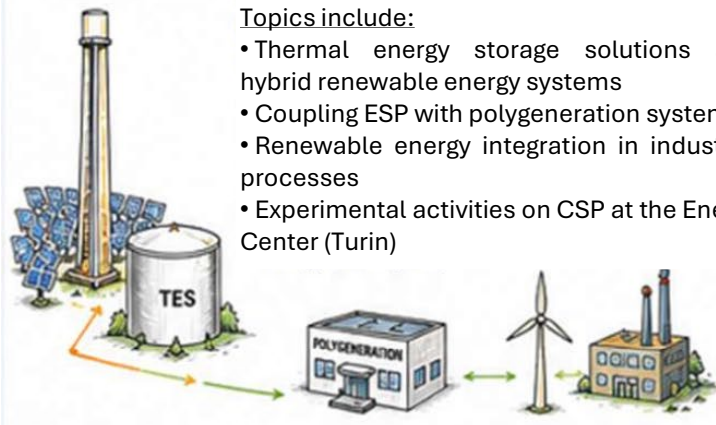 Topics include:
• Thermal energy storage solutions
hybrid renewable energy systems
• Coupling ESP with polygeneration system
• Renewable energy integration in indust
processes
• Experimental activities on CSP at the Ene
Center (Turin)
TES
POLYGENERATION